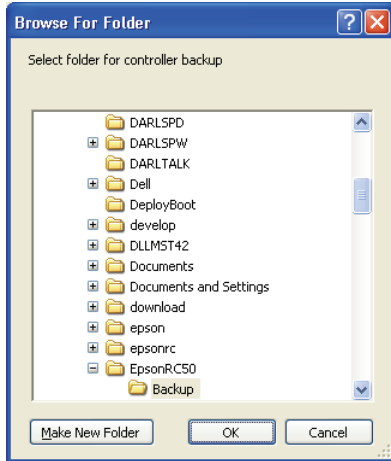 Browse For Folder
Select folder for controller backup
DARLSPD
DARLSPW
DARLTALK
Dell
DeployBoot
develop
DLLMST42
Documents
Documents and Settings
download
epson
epsonrc
EpsonRC50
Backup
Make New Folder OK Cancel